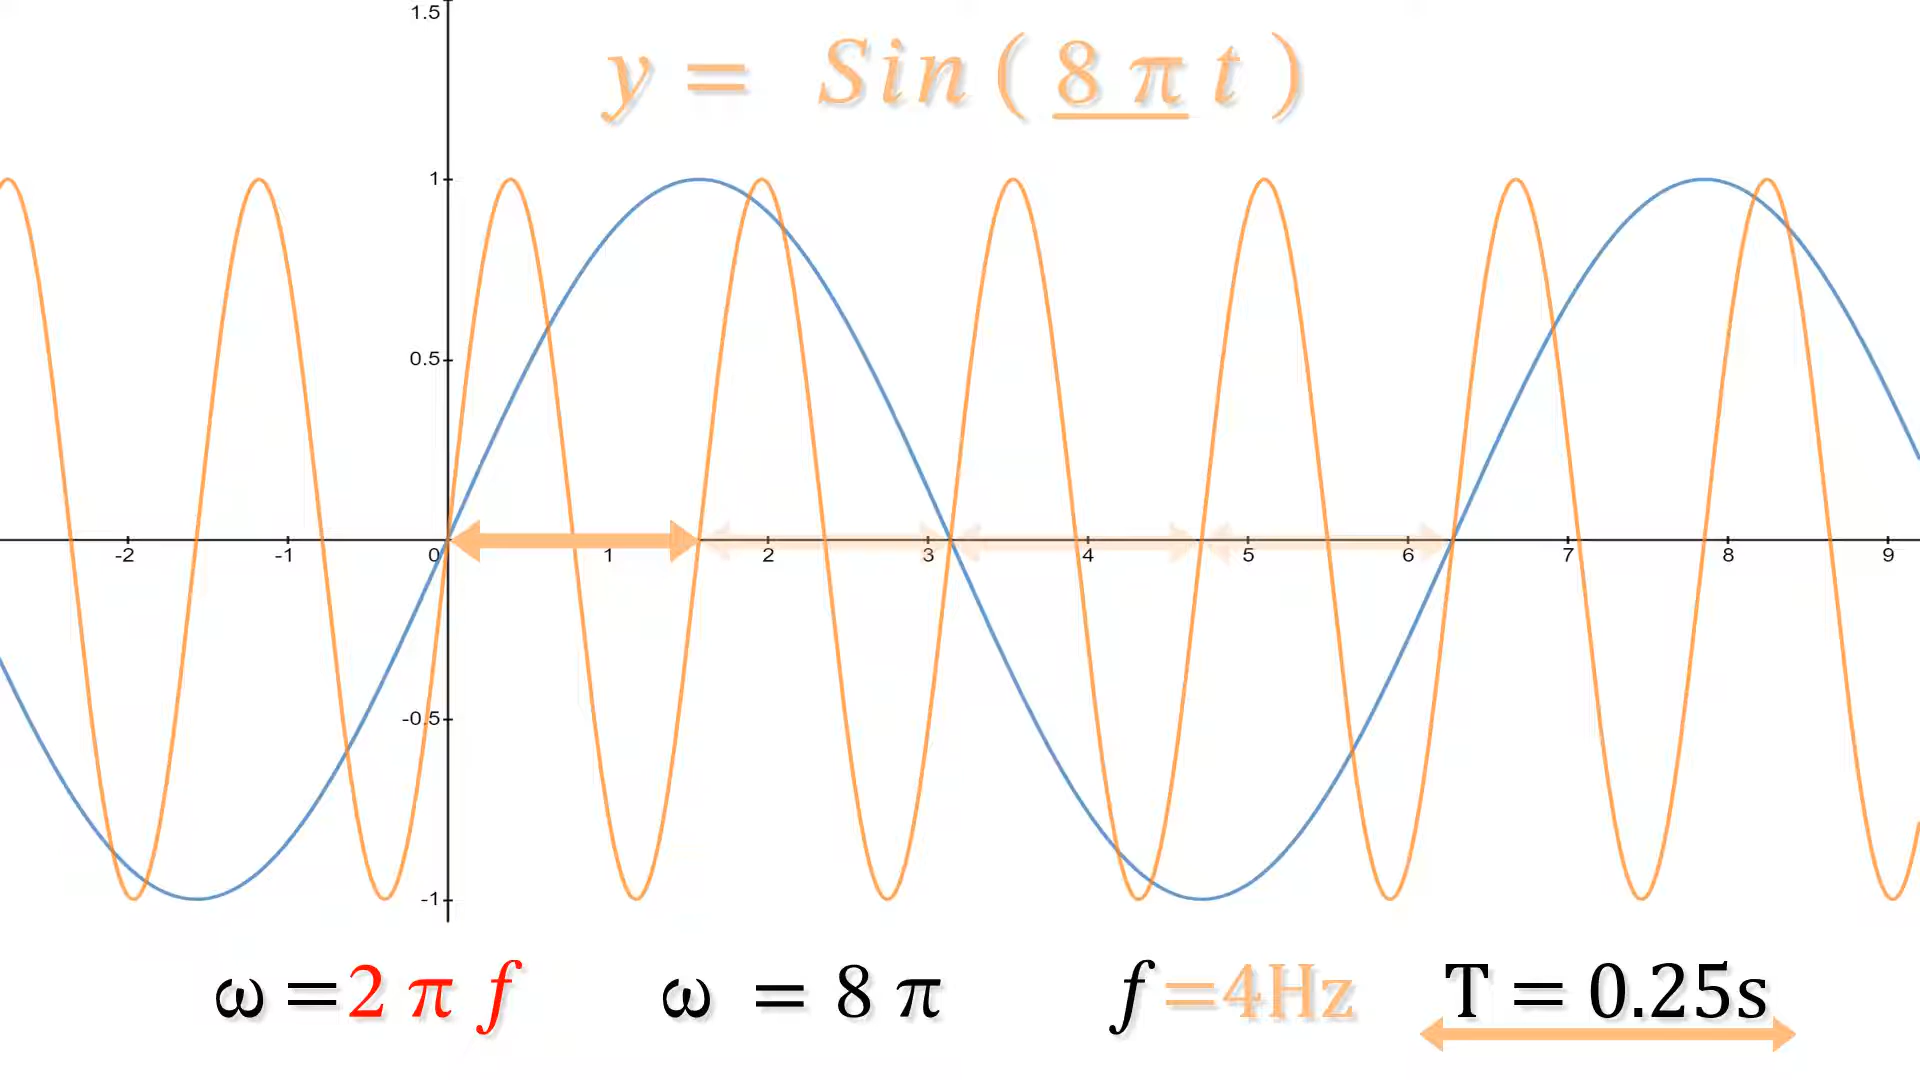 1.5
y = Sin(8 π t)
1
0.5
-2 -1 0 1 2 3 4 5 6 7 8 9
-0.5
-1
ω = 2 π f ω = 8 π f = 4Hz T = 0.25s